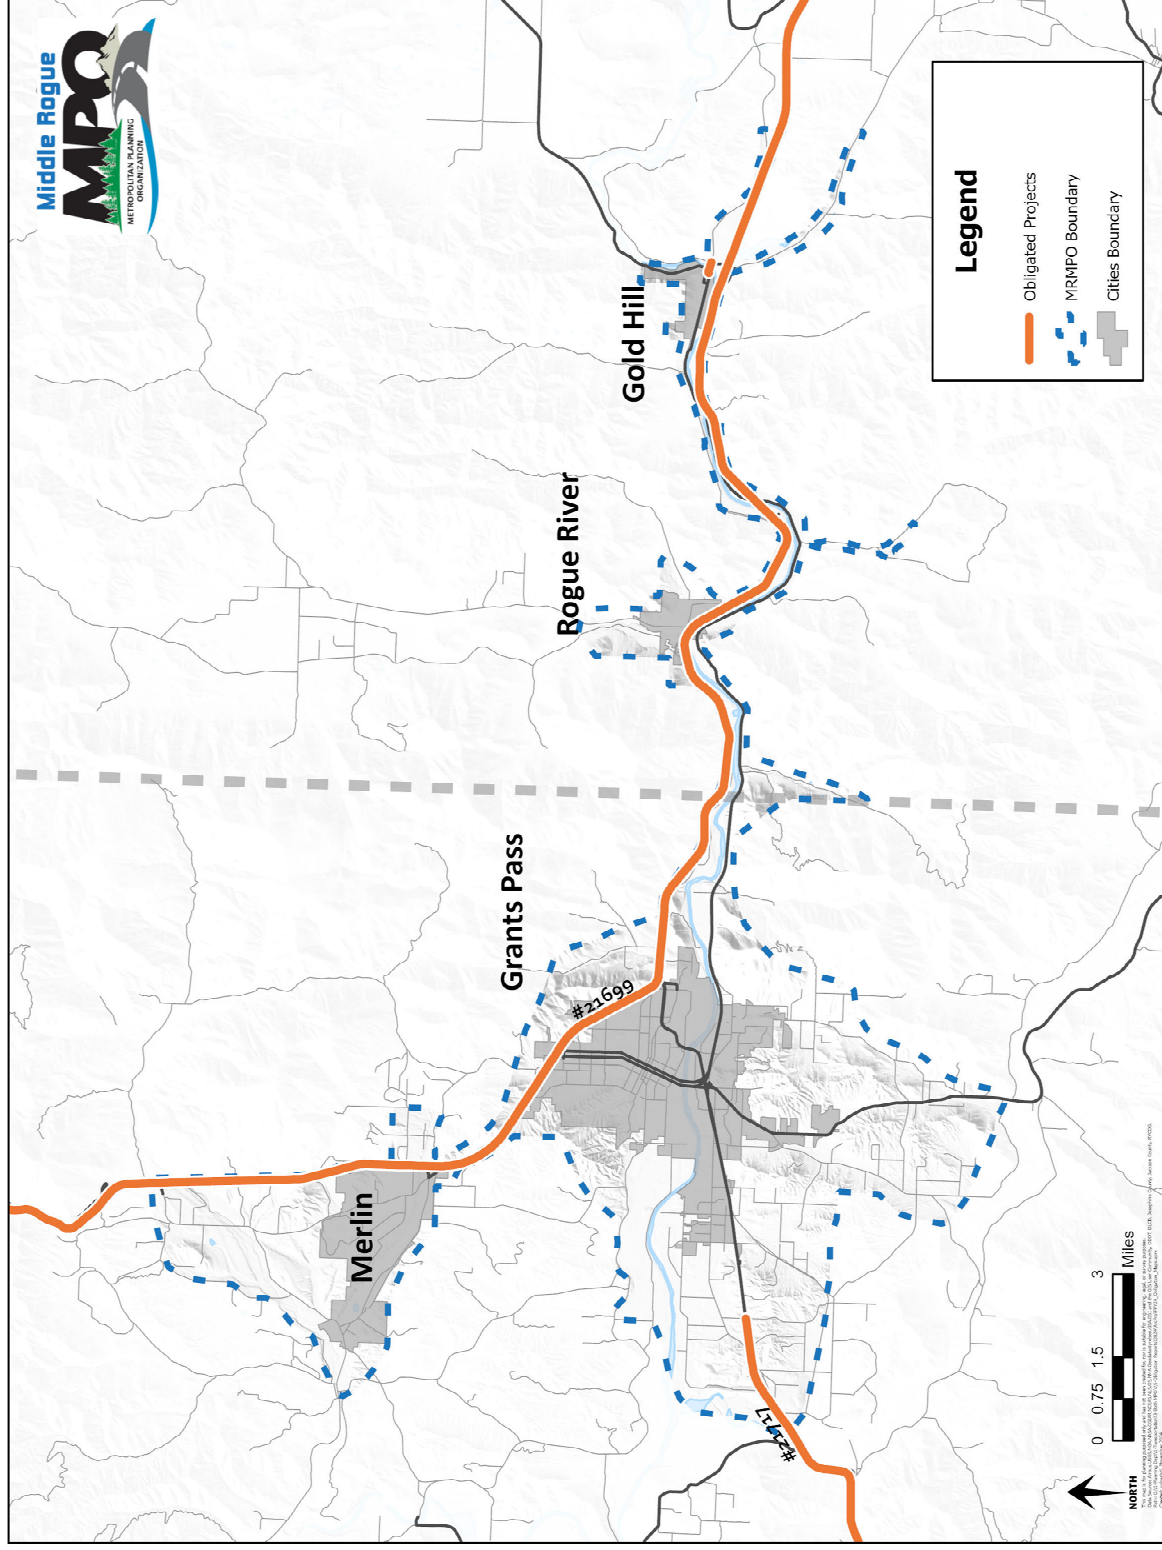 Middle Rogue
MPO
METROPOLITAN PLANNING
ORGANIZATION
Gold Hill
Rogue River
Grants Pass
#21699
Merlin
#21717
Legend
Obligated Projects
MRMPO Boundary
Cities Boundary
NORTH
0 0.75 1.5 3
Miles